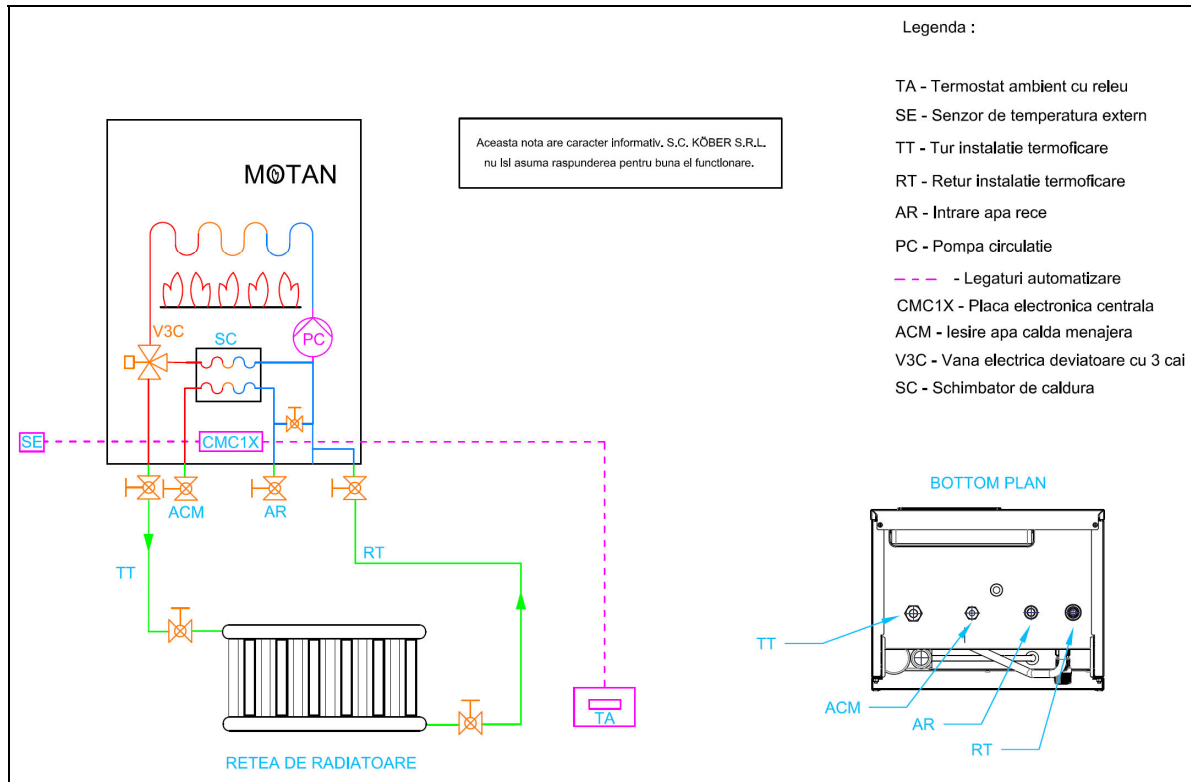 Legenda :
TA - Termostat ambient cu releu
SE - Senzor de temperatura extern
TT - Tur instalatie termoficare
RT - Retur instalatie termoficare
AR - Intrare apa rece
PC - Pompa circulatie
- Legaturi automatizare
CMC1X - Placa electronica centrala
ACM - Iesire apa calda menajera
V3C - Vana electrica deviatoare cu 3 cai
SC - Schimbator de caldura
Aceasta nota are caracter informativ. S.C. KÖBER S.R.L.
nu isi asuma raspunderea pentru buna ei functionare.
MOTAN
V3C
SC
PC
SE
CMC1X
ACM
AR
TT
RT
TA
RETEA DE RADIATOARE
BOTTOM PLAN
TT
ACM
AR
RT